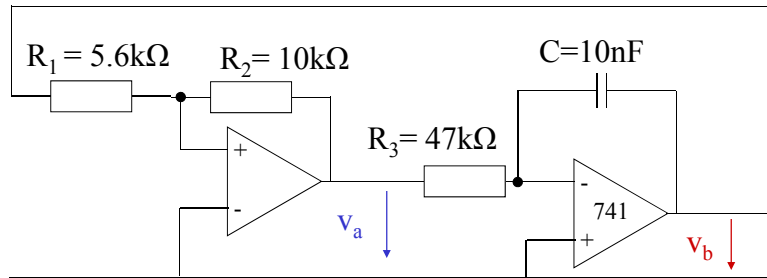 R1 = 5.6kΩ
R2 = 10kΩ
C=10nF
+
-
R3= 47kΩ
-
741
+
va
vb